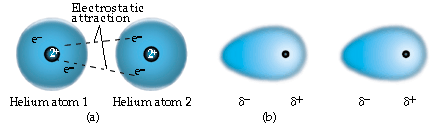 Electrostatic
attraction
e– e–
2+ 2+
e– e–
Helium atom 1 Helium atom 2 δ– δ+ δ– δ+
(a) (b)